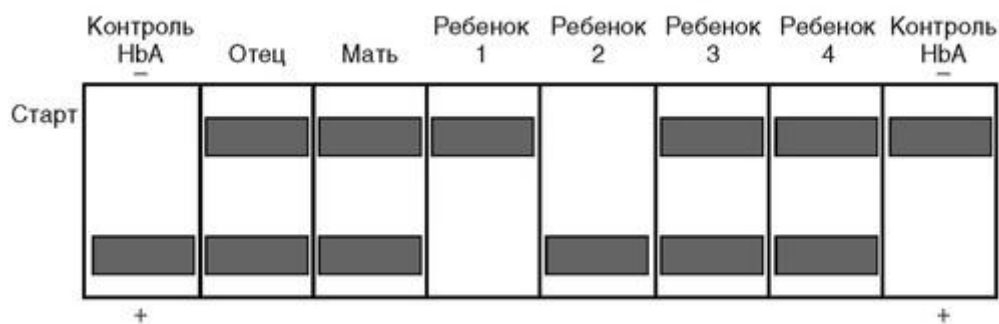 Контроль HbA
–
Отец
Мать
Ребенок 1
Ребенок 2
Ребенок 3
Ребенок 4
Контроль HbA
–
Старт
+
+